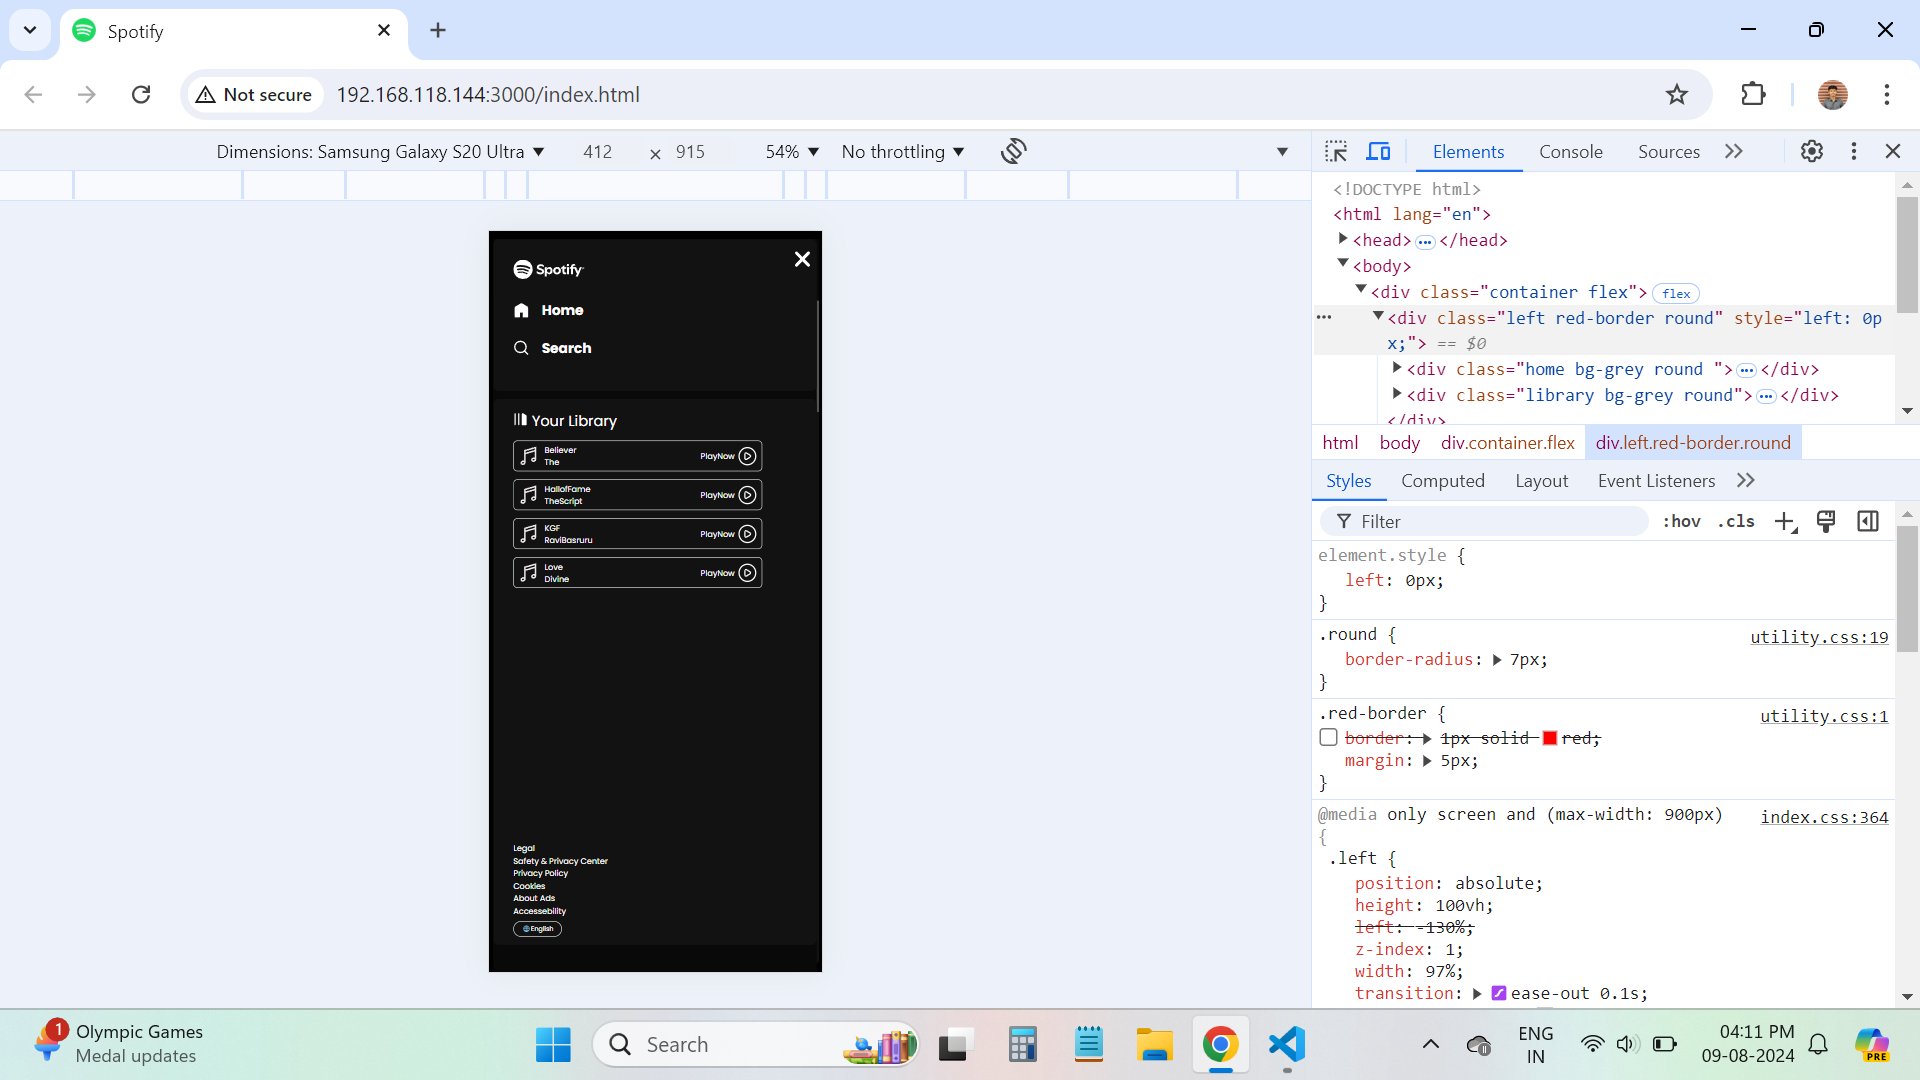 Spotify
Not secure
192.168.118.144:3000/index.html
Dimensions: Samsung Galaxy S20 Ultra ▼ 412 × 915 54% ▼ No throttling ▼
Elements Console Sources
Spotify
Home
Search
Your Library
Believer
The
PlayNow
HallofFame
TheScript
PlayNow
KGF
RaviBasruru
PlayNow
Love
Divine
PlayNow
Legal
Safety & Privacy Center
Privacy Policy
Cookies
About Ads
Accessebility
English
<!DOCTYPE html>
<html lang="en">
<head> ••• </head>
<body>
<div class="container flex"> flex
••• <div class="left red-border round" style="left: 0p
x;"> == $0
<div class="home bg-grey round "> ••• </div>
<div class="library bg-grey round"> ••• </div>
</div>
html body div.container.flex div.left.red-border.round
Styles Computed Layout Event Listeners
Filter :hov .cls
element.style {
left: 0px;
}
.round { utility.css:19
border-radius: 7px;
}
.red-border { utility.css:1
border: 1px solid red;
margin: 5px;
}
@media only screen and (max-width: 900px) index.css:364
{
.left {
position: absolute;
height: 100vh;
left: -130%;
z-index: 1;
width: 97%;
transition: ease-out 0.1s;
1 Olympic Games
Medal updates
Search
ENG
IN
04:11 PM
09-08-2024
PRE